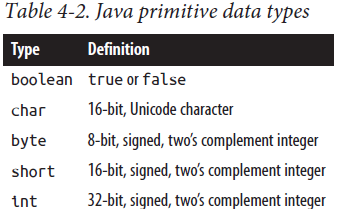 Table 4-2. Java primitive data types
Type Definition
boolean true or false
char 16-bit, Unicode character
byte 8-bit, signed, two’s complement integer
short 16-bit, signed, two’s complement integer
int 32-bit, signed, two’s complement integer